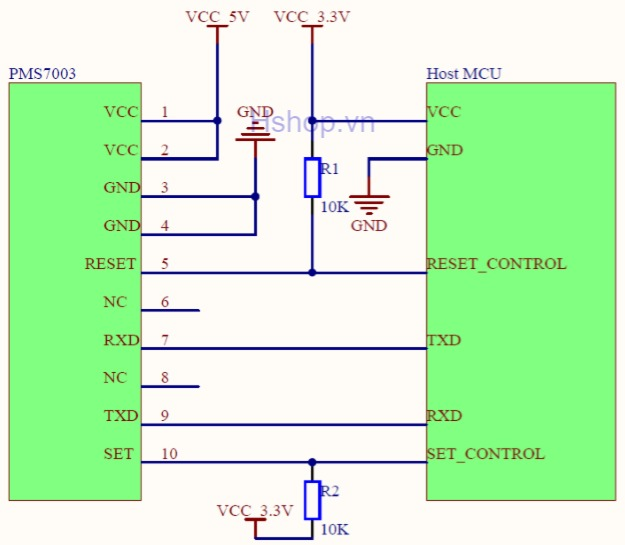 VCC_5V VCC_3.3V
PMS7003 Host MCU
VCC 1 GND Hshop.vn VCC
VCC 2 GND
GND 3 R1
GND 4 10K GND
RESET 5 RESET_CONTROL
NC 6
RXD 7 TXD
NC 8
TXD 9 RXD
SET 10 SET_CONTROL
R2
VCC_3.3V 10K